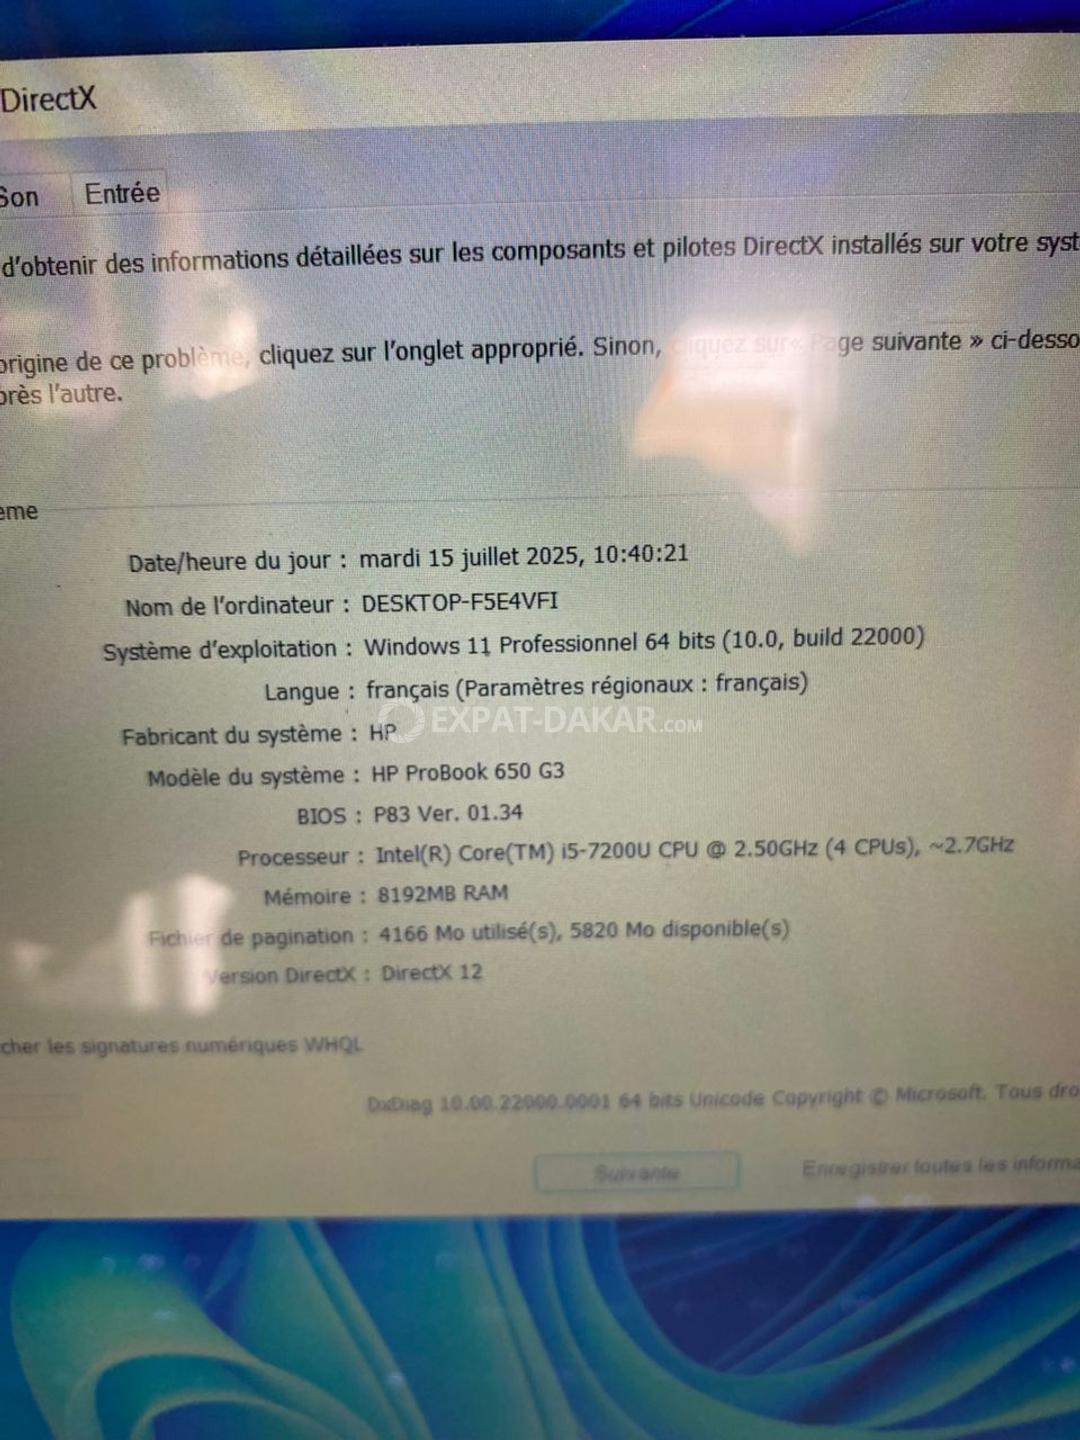 DirectX
Son Entrée
d'obtenir des informations détaillées sur les composants et pilotes DirectX installés sur votre syst
origine de ce problème, cliquez sur l'onglet approprié. Sinon, cliquez sur « Page suivante » ci-desso
près l'autre.
ème
Date/heure du jour : mardi 15 juillet 2025, 10:40:21
Nom de l'ordinateur : DESKTOP-F5E4VFI
Système d'exploitation : Windows 11 Professionnel 64 bits (10.0, build 22000)
Langue : français (Paramètres régionaux : français)
EXPAT-DAKAR.COM
Fabricant du système : HP
Modèle du système : HP ProBook 650 G3
BIOS : P83 Ver. 01.34
Processeur : Intel(R) Core(TM) i5-7200U CPU @ 2.50GHz (4 CPUs), ~2.7GHz
Mémoire : 8192MB RAM
Fichier de pagination : 4166 Mo utilisé(s), 5820 Mo disponible(s)
Version DirectX : DirectX 12
cher les signatures numériques WHQL
DxDiag 10.00.22000.0001 64 bits Unicode Copyright © Microsoft. Tous dro
Suivante Enregistrer toutes les informa